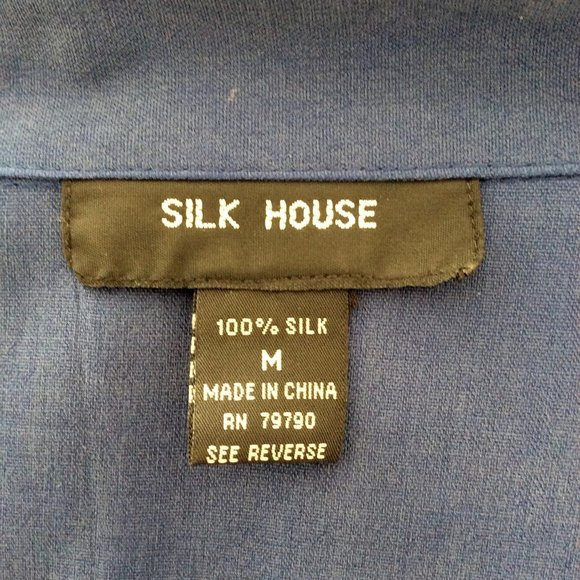 SILK HOUSE
100% SILK
M
MADE IN CHINA
RN 79790
SEE REVERSE